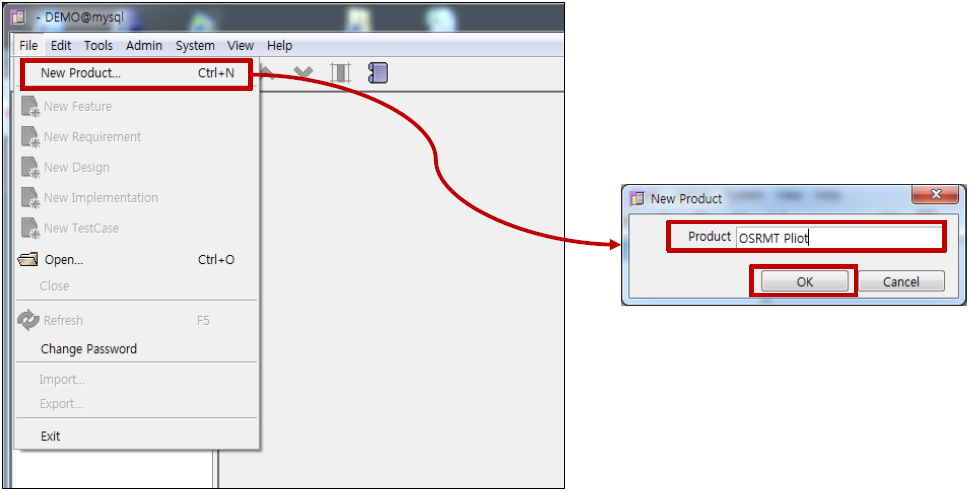 - DEMO@mysql
File Edit Tools Admin System View Help
New Product... Ctrl+N
New Feature
New Requirement
New Design
New Implementation
New TestCase
Open... Ctrl+O
Close
Refresh F5
Change Password
Import...
Export...
Exit
New Product
Product OSRMT Pliot
OK Cancel